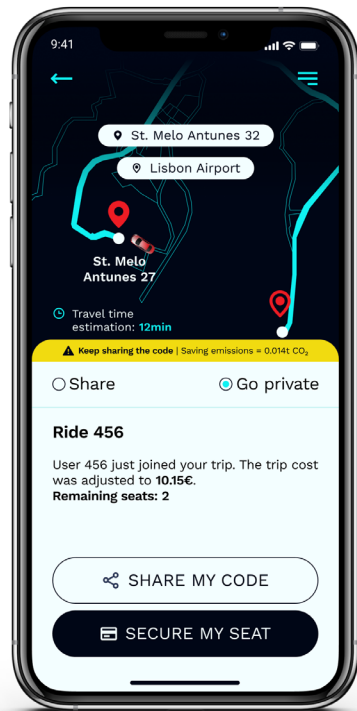 9:41
St. Melo Antunes 32
Lisbon Airport
St. Melo
Antunes 27
Travel time
estimation: 12min
Keep sharing the code | Saving emissions = 0.014t CO₂
Share
Go private
Ride 456
User 456 just joined your trip. The trip cost
was adjusted to 10.15€.
Remaining seats: 2
SHARE MY CODE
SECURE MY SEAT